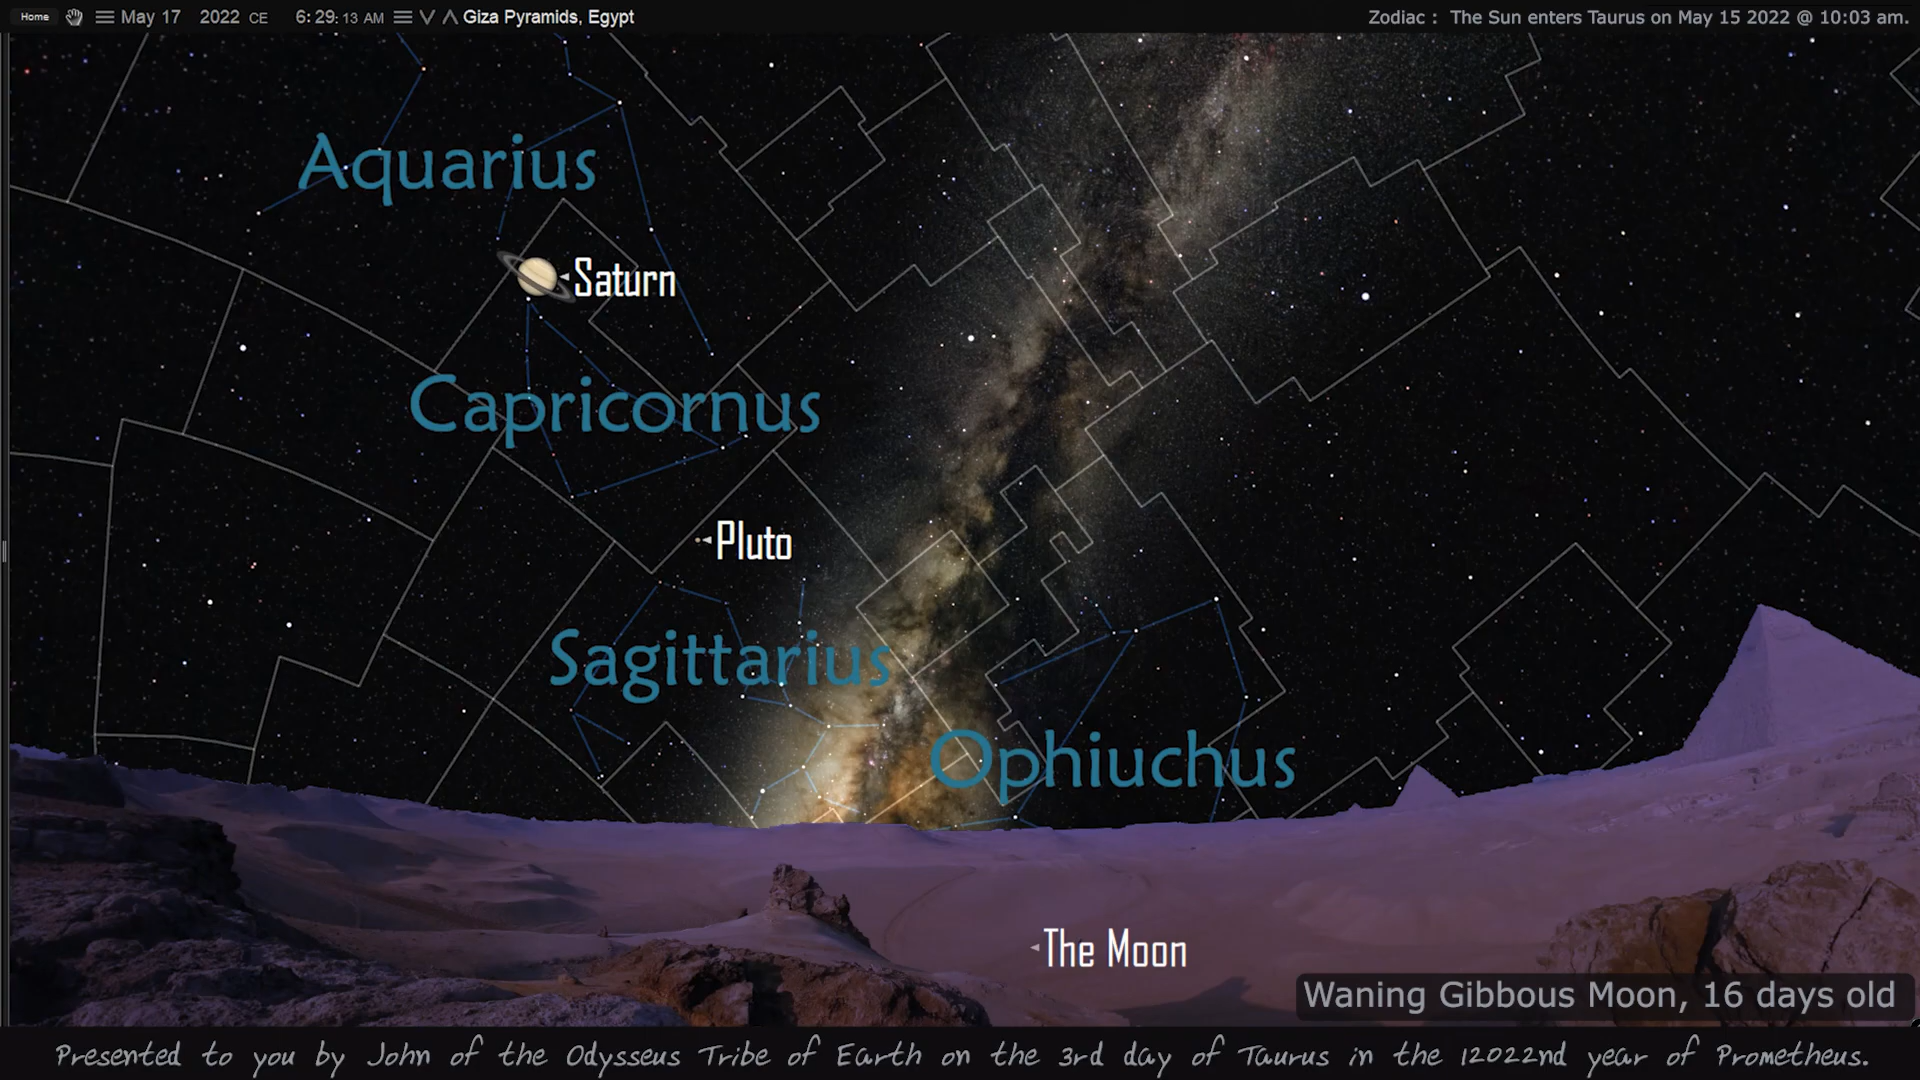 Home May 17 2022 CE 6:29:13 AM Giza Pyramids, Egypt Zodiac : The Sun enters Taurus on May 15 2022 @ 10:03 am.
Aquarius
Saturn
Capricornus
Pluto
Sagittarius
Ophiuchus
The Moon
Waning Gibbous Moon, 16 days old
Presented to you by John of the Odysseus Tribe of Earth on the 3rd day of Taurus in the 12022nd year of Prometheus.